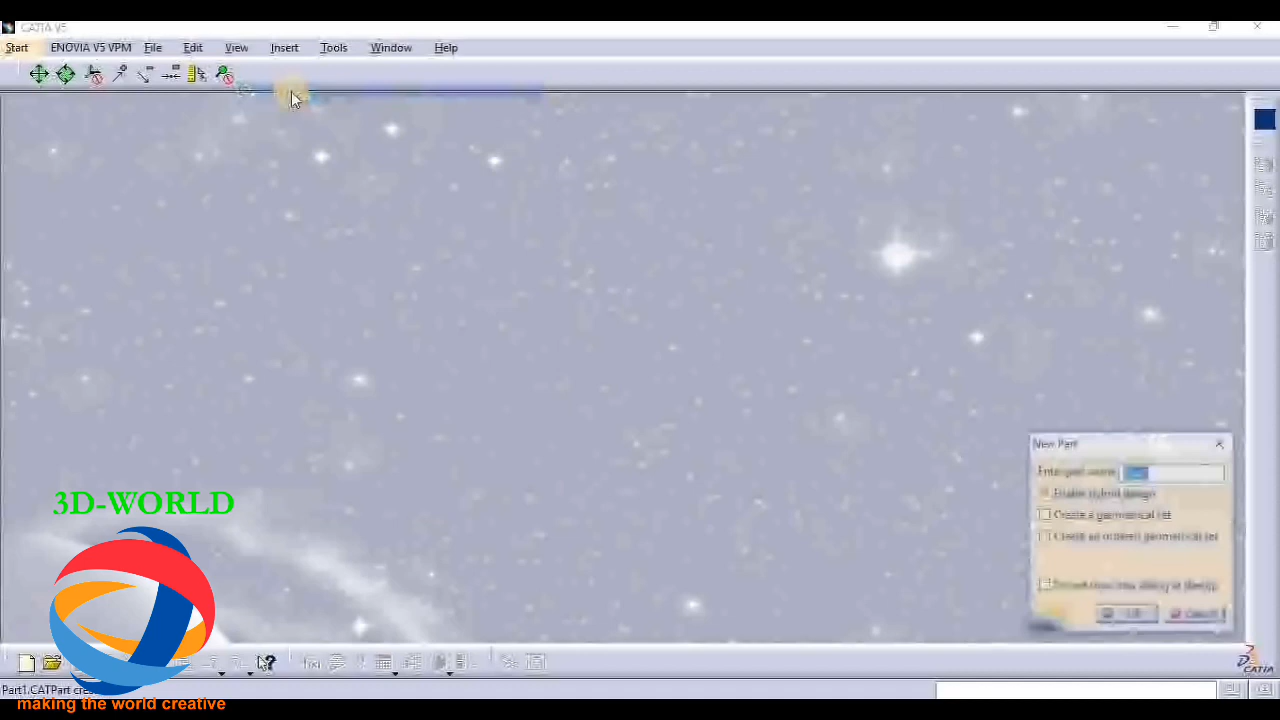 CATIA V5
Start ENOVIA V5 VPM File Edit View Insert Tools Window Help
New Part
Enter part name
Enable hybrid design
Create a geometrical set
Create an ordered geometrical set
3D-WORLD
CATIA
Part1.CATPart
making the world creative